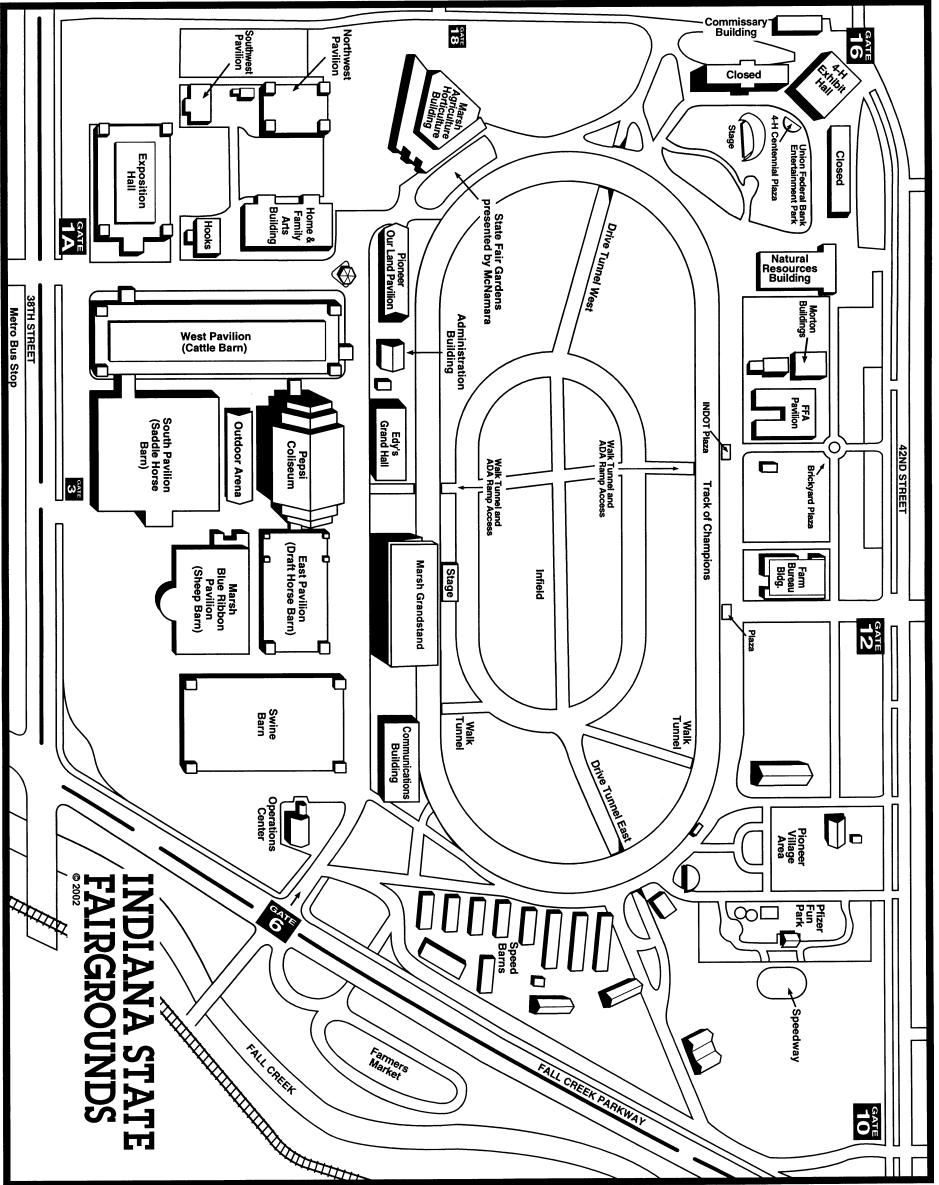 Commissary
Building
GATE
16
GATE
18
Closed
4-H
Exhibit
Hall
Northwest
Pavilion
Southwest
Pavilion
Marsh
Agriculture
Horticulture
Building
Stage
Union Federal Bank
Entertainment Park
4-H Centennial Plaza
Closed
Exposition
Hall
GATE
1A
Hooks
Home &
Family
Arts
Building
State Fair Gardens
presented by McNamara
Drive Tunnel West
Pioneer
Our Land Pavilion
Natural
Resources
Building
Morton
Buildings
38TH STREET
Metro Bus Stop
West Pavilion
(Cattle Barn)
Administration
Building
FFA
Pavilion
INDOT Plaza
42ND STREET
South Pavilion
(Saddle Horse
Barn)
Outdoor Arena
Pepsi
Coliseum
Edy's
Grand Hall
Walk Tunnel and
ADA Ramp Access
Walk Tunnel and
ADA Ramp Access
Track of Champions
Brickyard Plaza
GATE
3
Marsh
Blue Ribbon
Pavilion
(Sheep Barn)
East Pavilion
(Draft Horse Barn)
Marsh Grandstand
Stage
Infield
Farm
Bureau
Bldg.
Plaza
GATE
12
Swine
Barn
Communications
Building
Walk
Tunnel
Walk
Tunnel
Drive Tunnel East
Operations
Center
Pioneer
Village
Area
Pfizer
Fun
Park
GATE
6
Speed
Barns
Speedway
Farmers
Market
FALL CREEK
FALL CREEK PARKWAY
GATE
10
INDIANA STATE
FAIRGROUNDS
© 2002